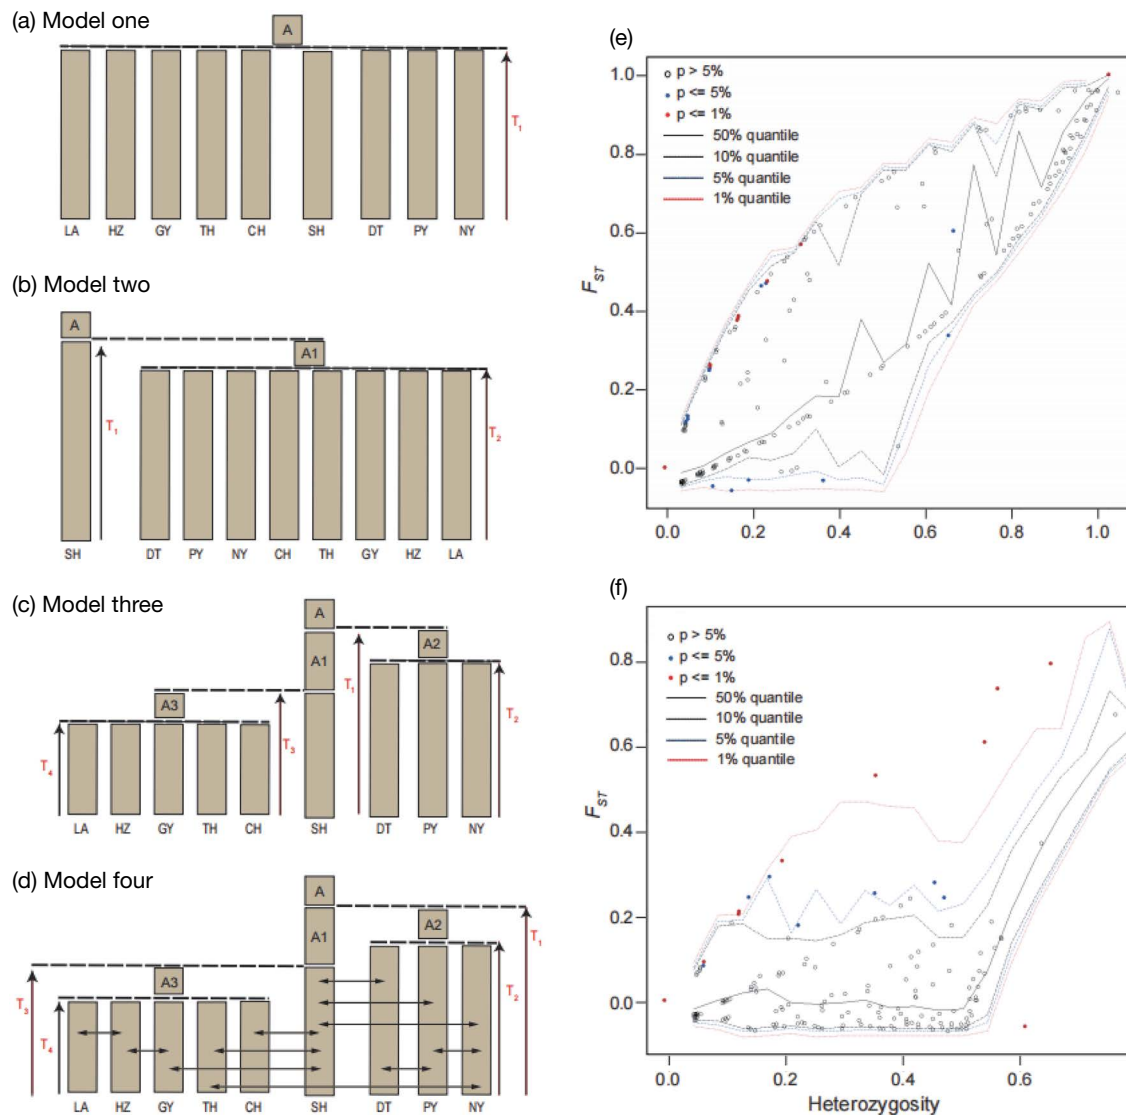 (a) Model one
A
T1
LA HZ GY TH CH SH DT PY NY
(b) Model two
A
A1
T1
T2
SH DT PY NY CH TH GY HZ LA
(c) Model three
A
A1
A2
A3
T1
T2
T3
T4
LA HZ GY TH CH SH DT PY NY
(d) Model four
A
A1
A2
A3
T1
T2
T3
T4
LA HZ GY TH CH SH DT PY NY
(e)
p > 5%
p <= 5%
p <= 1%
50% quantile
10% quantile
5% quantile
1% quantile
FST
1.0
0.8
0.6
0.4
0.2
0.0
0.0 0.2 0.4 0.6 0.8 1.0
(f)
p > 5%
p <= 5%
p <= 1%
50% quantile
10% quantile
5% quantile
1% quantile
FST
0.8
0.6
0.4
0.2
0.0
0.0 0.2 0.4 0.6
Heterozygosity